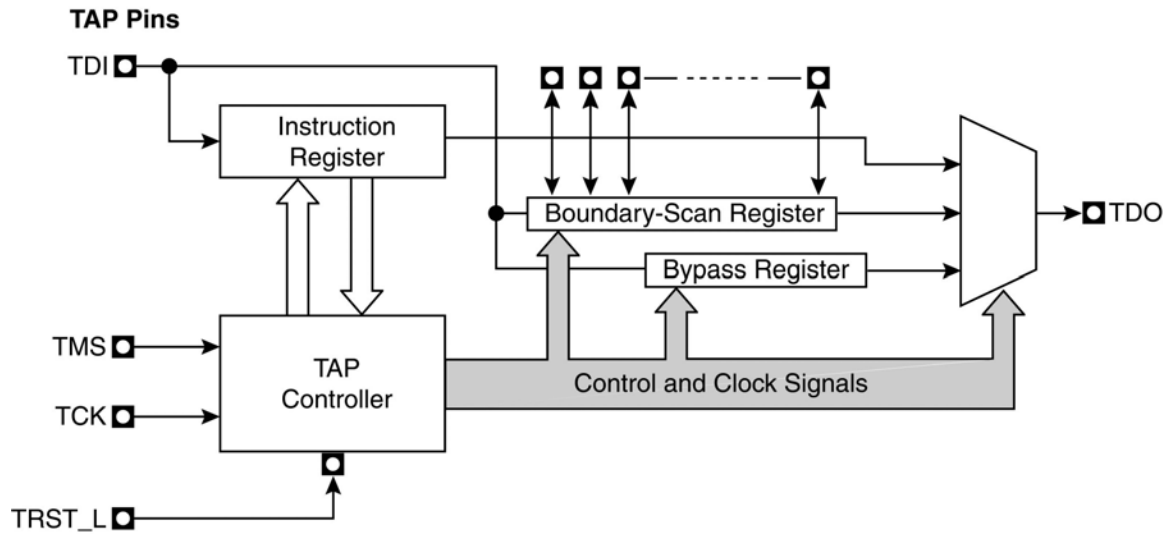 TAP Pins
TDI
Instruction
Register
Boundary-Scan Register
TDO
Bypass Register
TMS
TAP
Controller
Control and Clock Signals
TCK
TRST_L